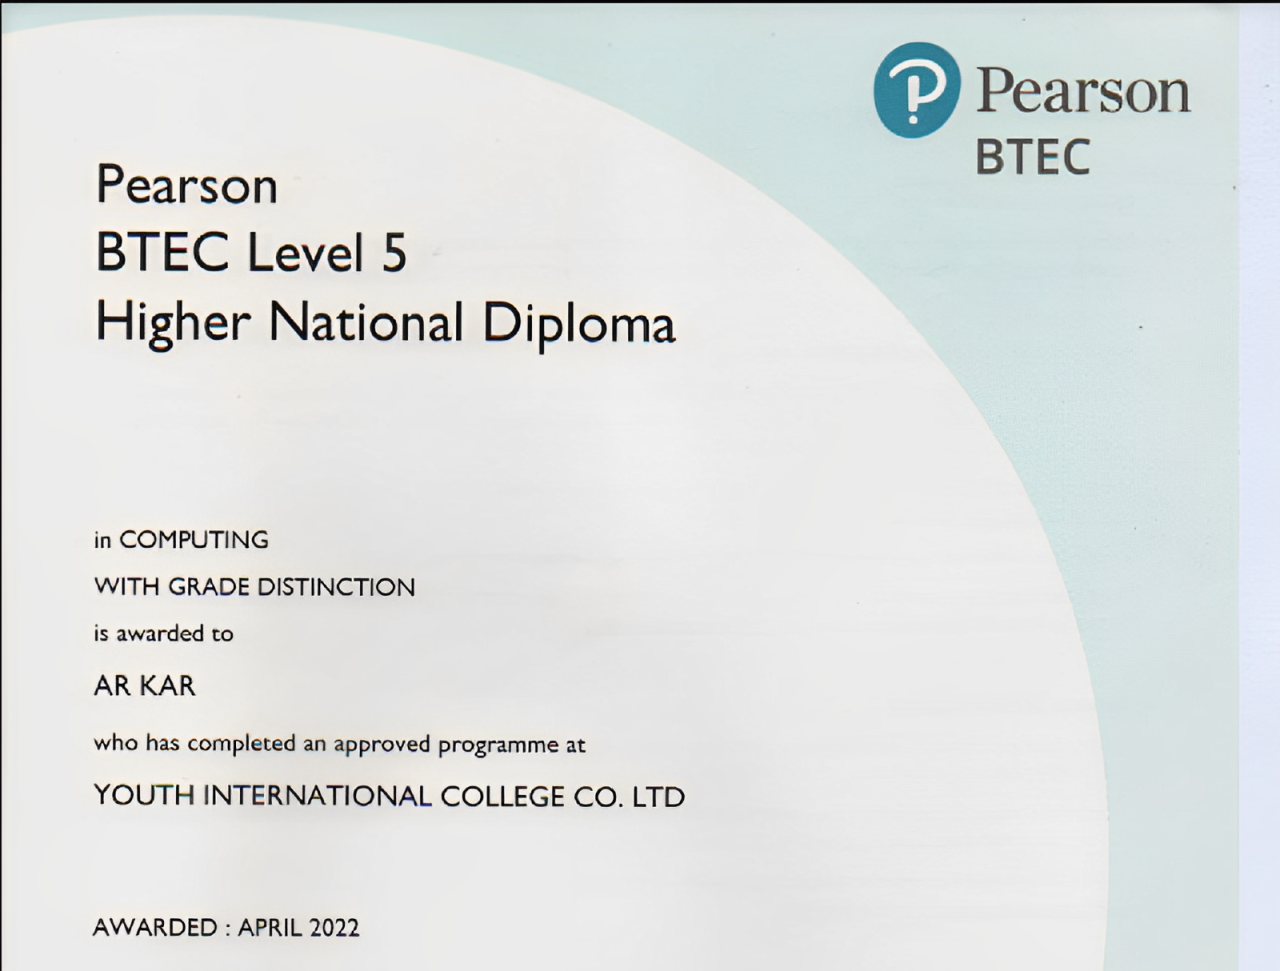 Pearson
BTEC
Pearson
BTEC Level 5
Higher National Diploma
in COMPUTING
WITH GRADE DISTINCTION
is awarded to
AR KAR
who has completed an approved programme at
YOUTH INTERNATIONAL COLLEGE CO. LTD
AWARDED : APRIL 2022